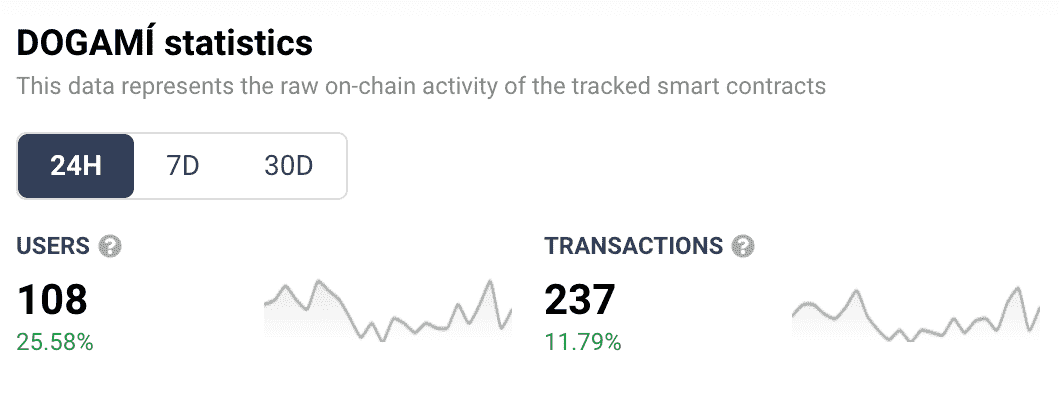 DOGAMÍ statistics
This data represents the raw on-chain activity of the tracked smart contracts
24H 7D 30D
USERS ?
TRANSACTIONS ?
108
237
25.58%
11.79%